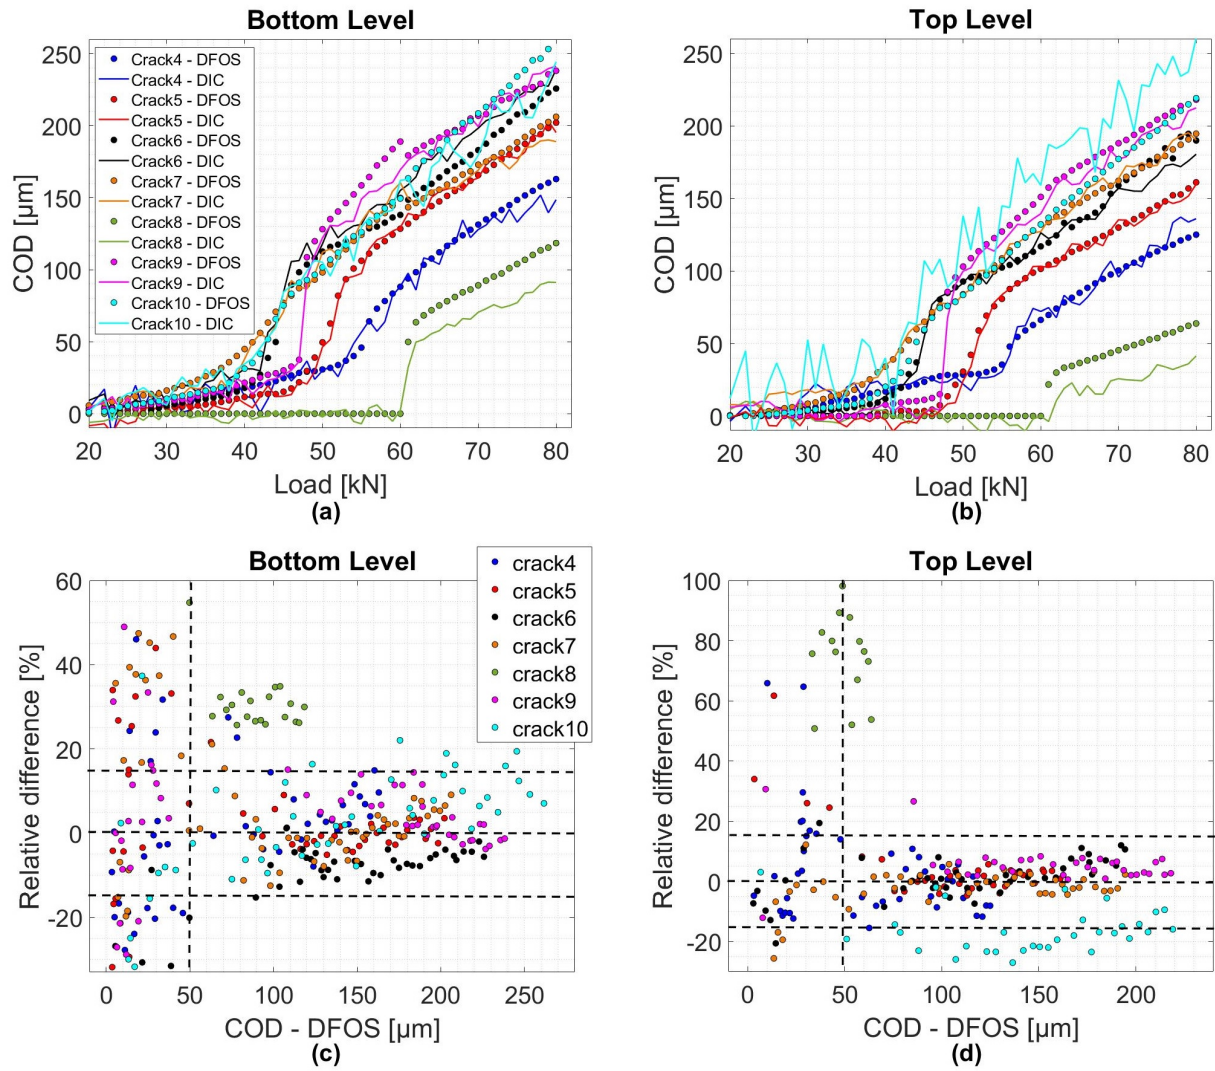 Bottom Level
250
200
150
100
50
0
20
30
40
50
60
70
80
COD [µm]
Load [kN]
Crack4 - DFOS
Crack4 - DIC
Crack5 - DFOS
Crack5 - DIC
Crack6 - DFOS
Crack6 - DIC
Crack7 - DFOS
Crack7 - DIC
Crack8 - DFOS
Crack8 - DIC
Crack9 - DFOS
Crack9 - DIC
Crack10 - DFOS
Crack10 - DIC
(a)
Top Level
250
200
150
100
50
0
20
30
40
50
60
70
80
COD [µm]
Load [kN]
(b)
Bottom Level
60
40
20
0
-20
0
50
100
150
200
250
Relative difference [%]
COD - DFOS [µm]
crack4
crack5
crack6
crack7
crack8
crack9
crack10
(c)
Top Level
100
80
60
40
20
0
-20
0
50
100
150
200
Relative difference [%]
COD - DFOS [µm]
(d)